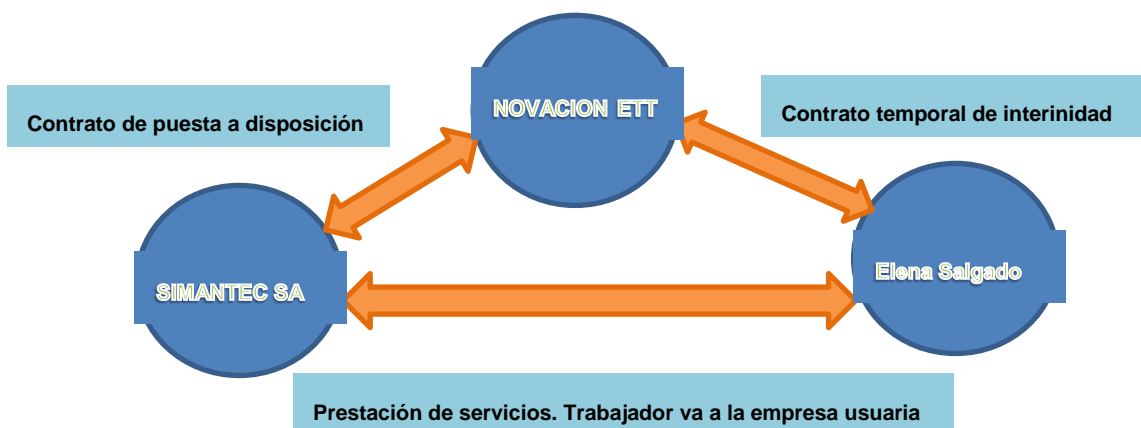 NOVACION ETT
Contrato de puesta a disposición
Contrato temporal de interinidad
SIMANTEC SA
Elena Salgado
Prestación de servicios. Trabajador va a la empresa usuaria